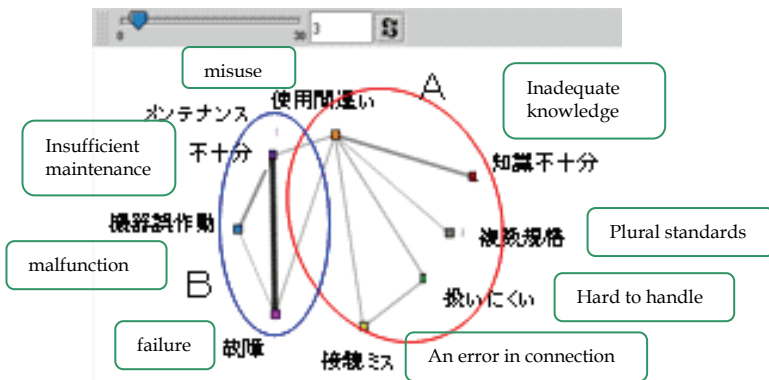 0
30
3
misuse
A
Inadequate
knowledge
使用間違い
メンテナンス
不十分
Insufficient
maintenance
知識不十分
機器誤作動
複数規格
Plural standards
malfunction
B
扱いにくい
Hard to handle
failure
故障
接続ミス
An error in connection